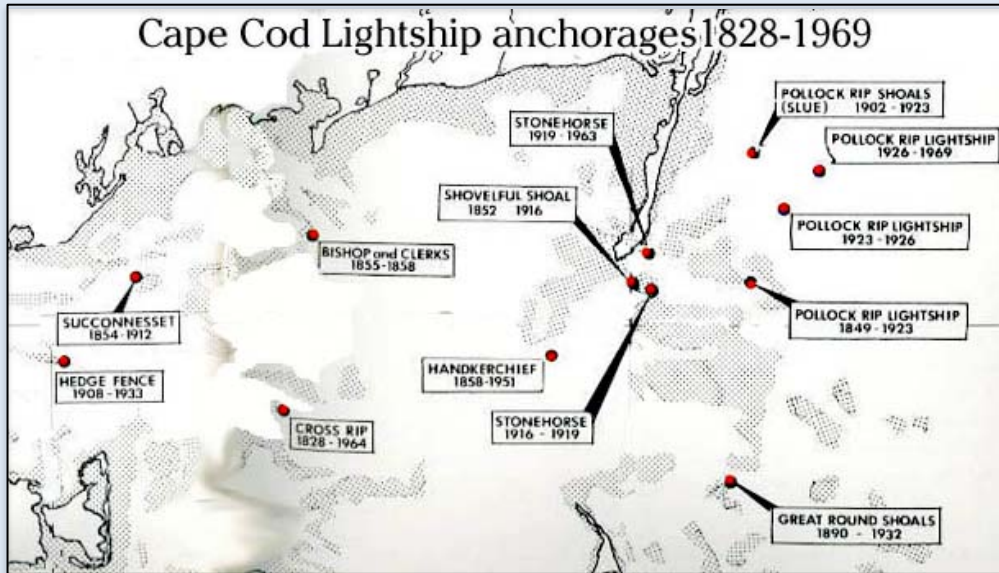 Cape Cod Lightship anchorages 1828-1969
POLLOCK RIP SHOALS
(SLUE) 1902 - 1923
STONEHORSE
1919 - 1963
POLLOCK RIP LIGHTSHIP
1926 - 1969
SHOVELFUL SHOAL
1852 1916
POLLOCK RIP LIGHTSHIP
1923 - 1926
BISHOP and CLERKS
1855 - 1858
SUCCONNESSET
1854 - 1912
POLLOCK RIP LIGHTSHIP
1849 - 1923
HEDGE FENCE
1908 - 1933
HANDKERCHIEF
1858-1951
CROSS RIP
1828 - 1964
STONEHORSE
1916 - 1919
GREAT ROUND SHOALS
1890 - 1932